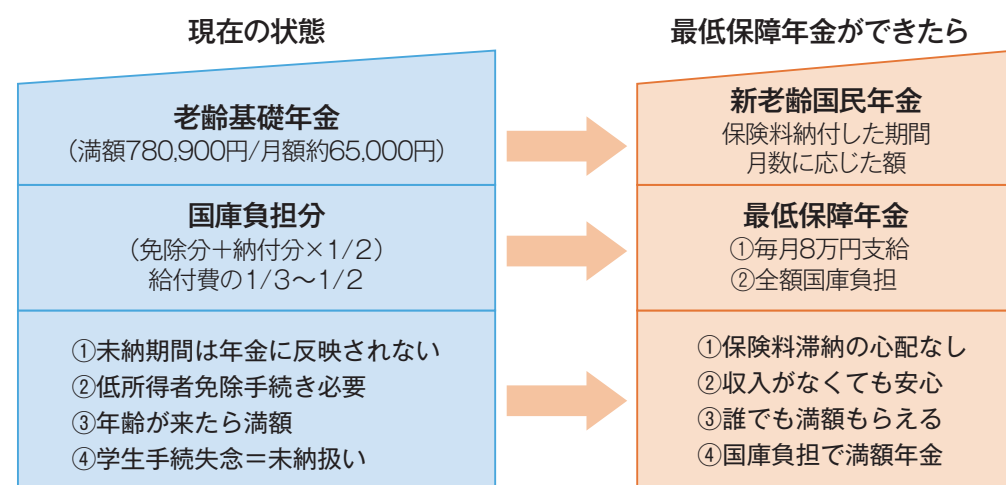 現在の状態
老齢基礎年金
（満額780,900円/月額約65,000円）
国庫負担分
（免除分＋納付分×1/2）
給付費の1/3〜1/2
①未納期間は年金に反映されない
②低所得者免除手続き必要
③年齢が来たら満額
④学生手続失念＝未納扱い
最低保障年金ができたら
新老齢国民年金
保険料納付した期間
月数に応じた額
最低保障年金
①毎月8万円支給
②全額国庫負担
①保険料滞納の心配なし
②収入がなくても安心
③誰でも満額もらえる
④国庫負担で満額年金